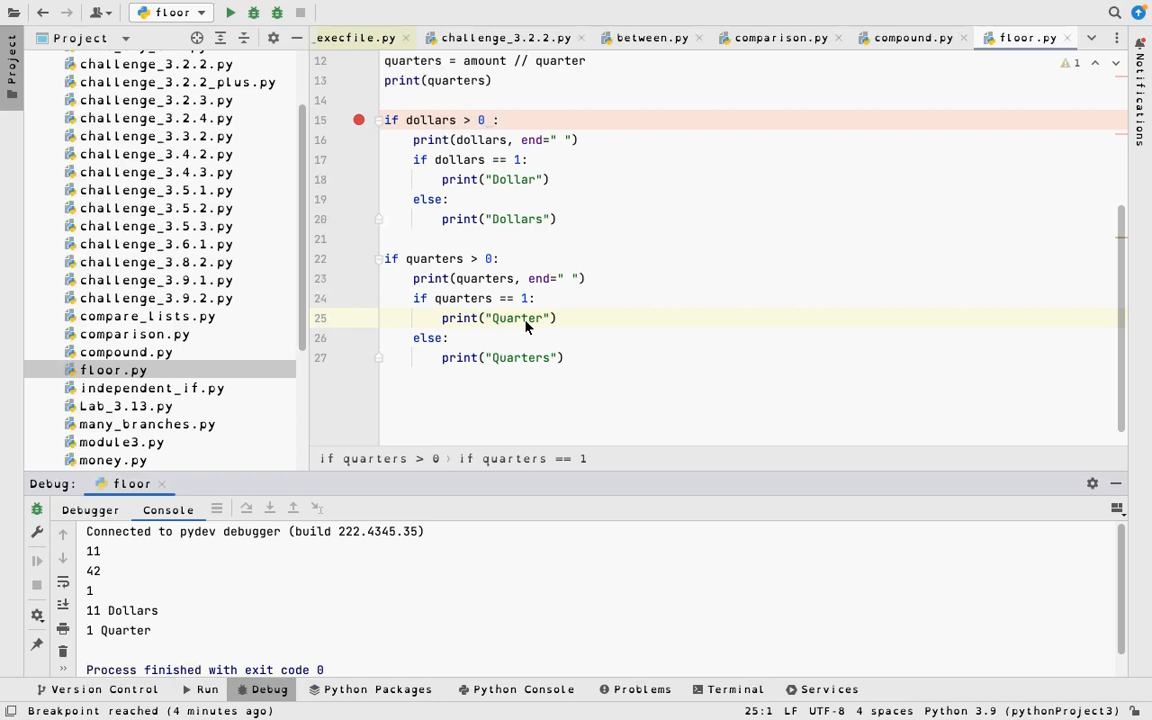 floor
_execfile.py
challenge_3.2.2.py
between.py
comparison.py
compound.py
floor.py
Project
Project
challenge_3.2.2.py
challenge_3.2.2_plus.py
challenge_3.2.3.py
challenge_3.2.4.py
challenge_3.3.2.py
challenge_3.4.2.py
challenge_3.4.3.py
challenge_3.5.1.py
challenge_3.5.2.py
challenge_3.5.3.py
challenge_3.6.1.py
challenge_3.8.2.py
challenge_3.9.1.py
challenge_3.9.2.py
compare_lists.py
comparison.py
compound.py
floor.py
independent_if.py
Lab_3.13.py
many_branches.py
module3.py
money.py
12 quarters = amount // quarter
13 print(quarters)
14
15 if dollars > 0 :
16 print(dollars, end=" ")
17 if dollars == 1:
18 print("Dollar")
19 else:
20 print("Dollars")
21
22 if quarters > 0:
23 print(quarters, end=" ")
24 if quarters == 1:
25 print("Quarter")
26 else:
27 print("Quarters")
1
Notifications
if quarters > 0 › if quarters == 1
Debug: floor
Debugger Console
Connected to pydev debugger (build 222.4345.35)
11
42
1
11 Dollars
1 Quarter
Process finished with exit code 0
Version Control Run Debug Python Packages Python Console Problems Terminal Services
Breakpoint reached (4 minutes ago) 25:1 LF UTF-8 4 spaces Python 3.9 (pythonProject3)